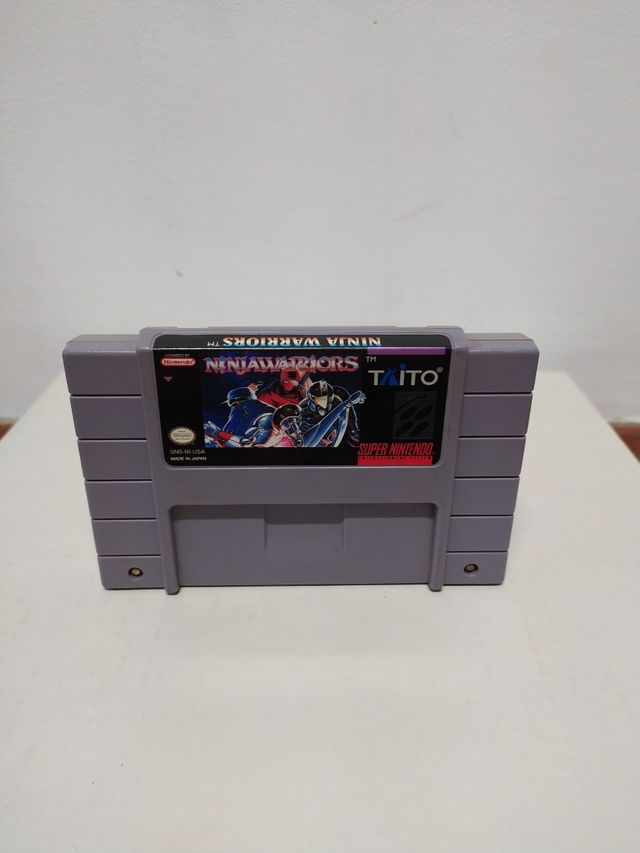 NINJA WARRIORS TM
LICENSED BY
Nintendo
NINJAWARRIORS TM
TAITO®
SNS-NI-USA
MADE IN JAPAN
SUPER NINTENDO